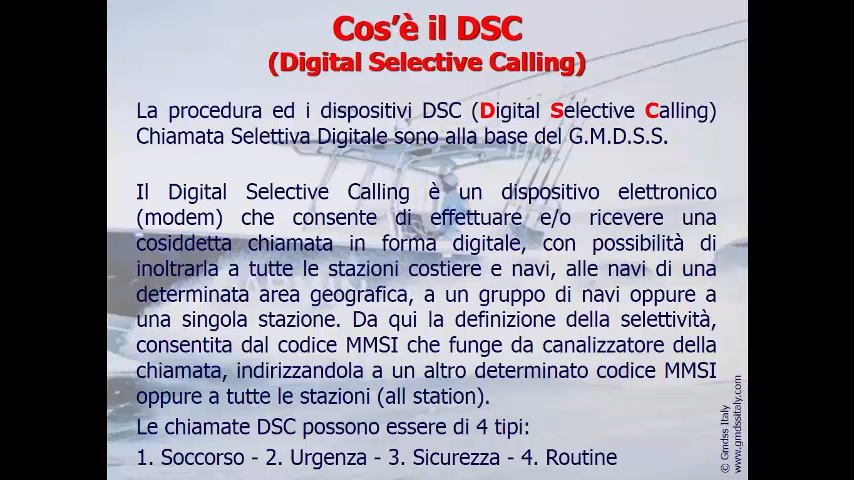 Cos'è il DSC
(Digital Selective Calling)
La procedura ed i dispositivi DSC (Digital Selective Calling)
Chiamata Selettiva Digitale sono alla base del G.M.D.S.S.
Il Digital Selective Calling è un dispositivo elettronico
(modem) che consente di effettuare e/o ricevere una
cosiddetta chiamata in forma digitale, con possibilità di
inoltrarla a tutte le stazioni costiere e navi, alle navi di una
determinata area geografica, a un gruppo di navi oppure a
una singola stazione. Da qui la definizione della selettività,
consentita dal codice MMSI che funge da canalizzatore della
chiamata, indirizzandola a un altro determinato codice MMSI
oppure a tutte le stazioni (all station).
Le chiamate DSC possono essere di 4 tipi:
1. Soccorso - 2. Urgenza - 3. Sicurezza - 4. Routine
© Gmdss Italy
www.gmdssitaly.com